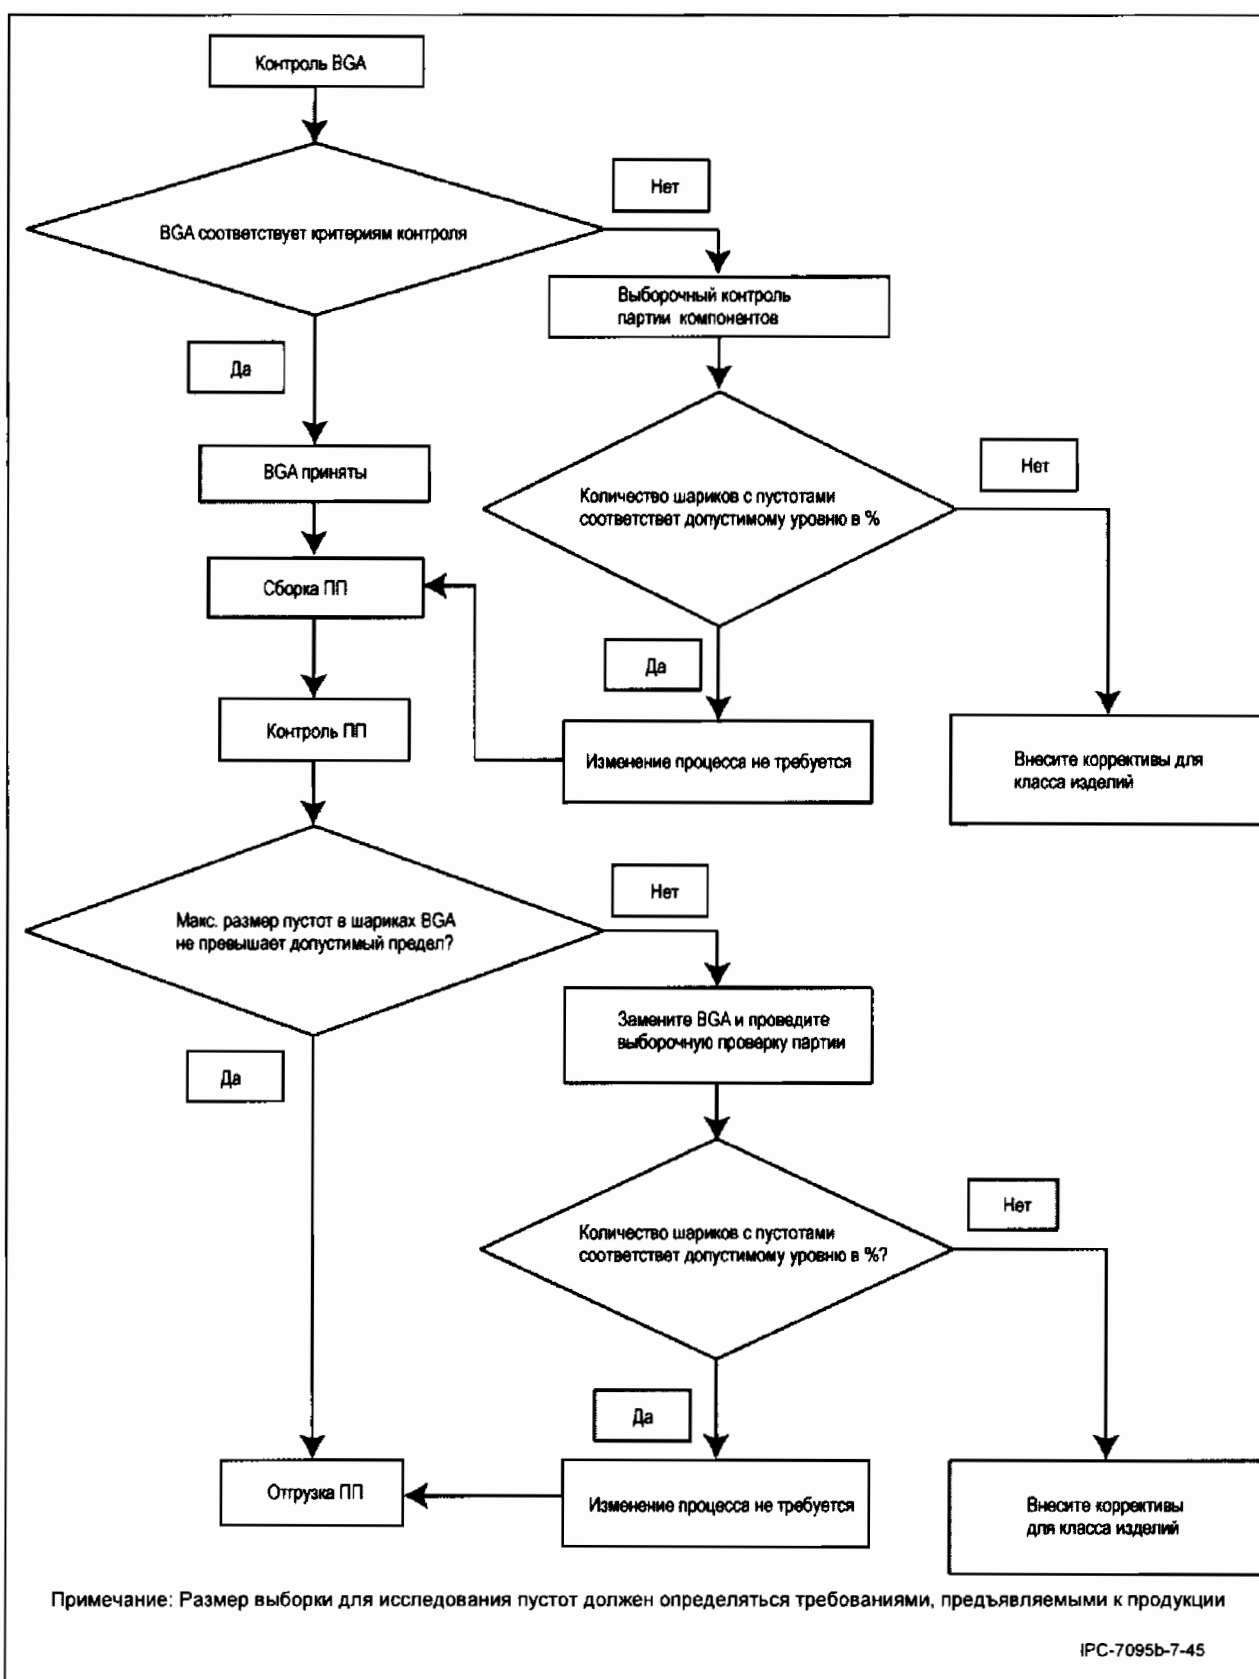 Контроль BGA
BGA соответствует критериям контроля
Нет
Выборочный контроль
партии компонентов
Да
BGA приняты
Количество шариков с пустотами
соответствет допустимому уровню в %
Нет
Сборка ПП
Да
Контроль ПП
Изменение процесса не требуется
Внесите коррективы для
класса изделий
Макс. размер пустот в шариках BGA
не превышает допустимый предел?
Нет
Замените BGA и проведите
выборочную проверку партии
Да
Количество шариков с пустотами
соответствет допустимому уровню в %?
Нет
Да
Отгрузка ПП
Изменение процесса не требуется
Внесите коррективы
для класса изделий
Примечание: Размер выборки для исследования пустот должен определяться требованиями, предъявляемыми к продукции
IPC-7095b-7-45